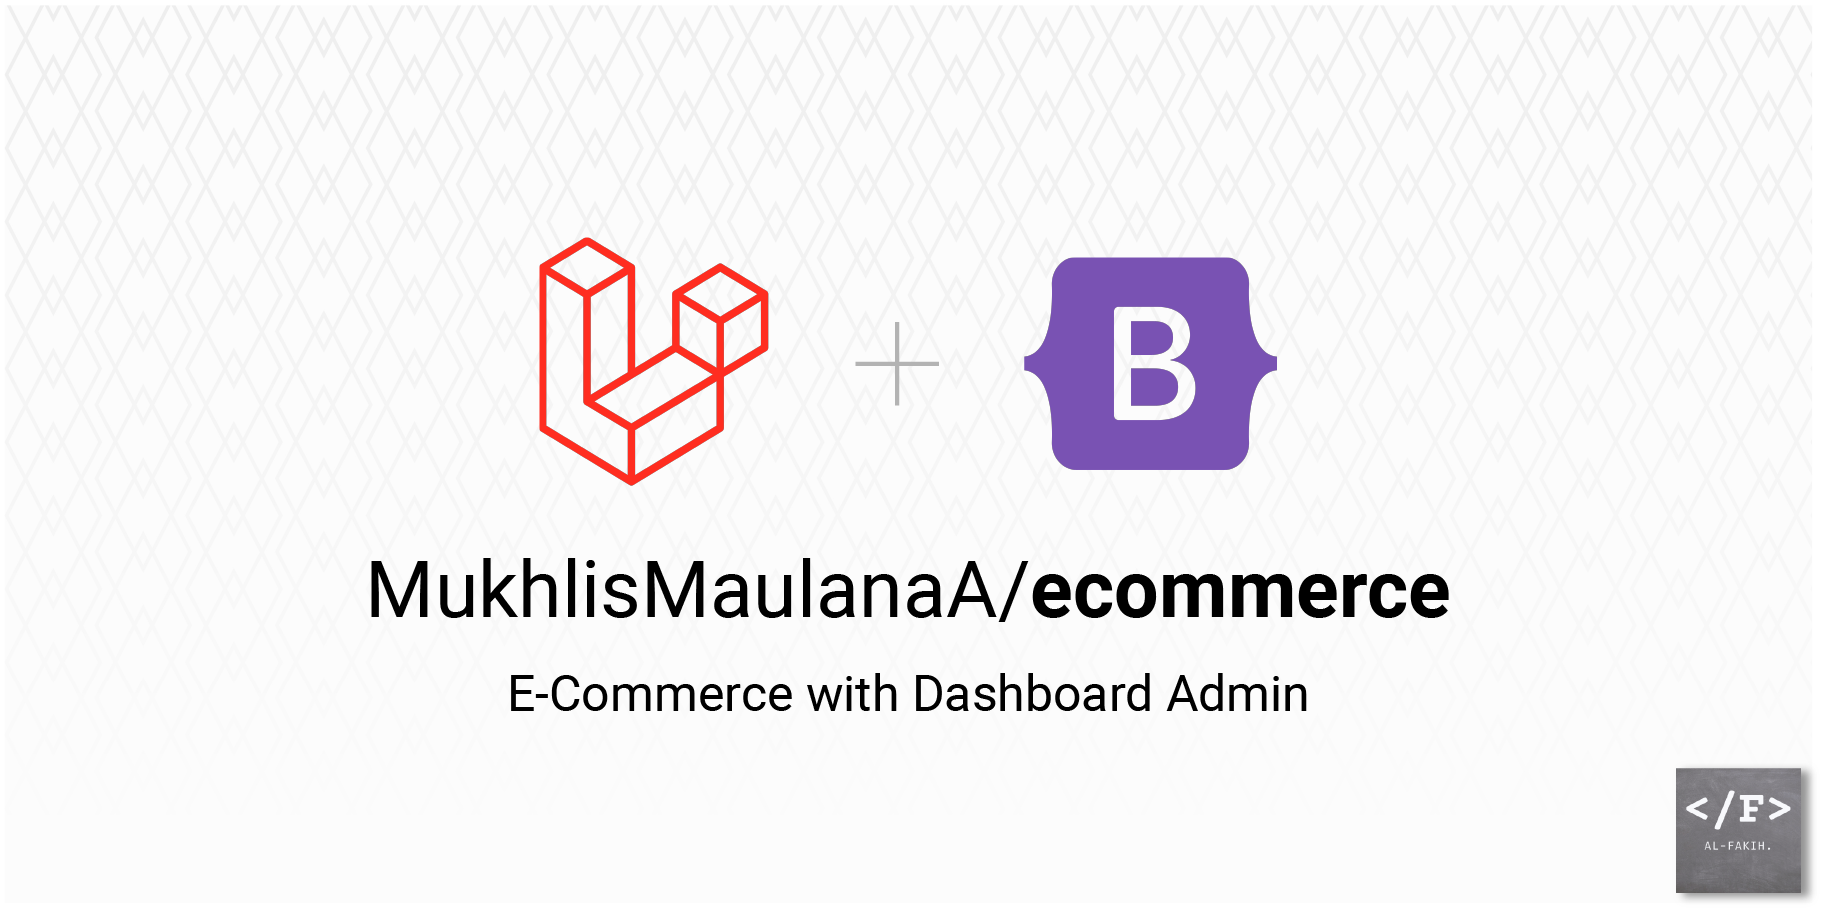 B
MukhlisMaulanaA/ecommerce
E-Commerce with Dashboard Admin
</F>
AL-FAKIH.